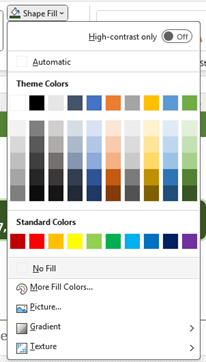 Shape Fill
High-contrast only Off
Automatic
Theme Colors
Standard Colors
No Fill
More Fill Colors...
Picture...
Gradient
Texture